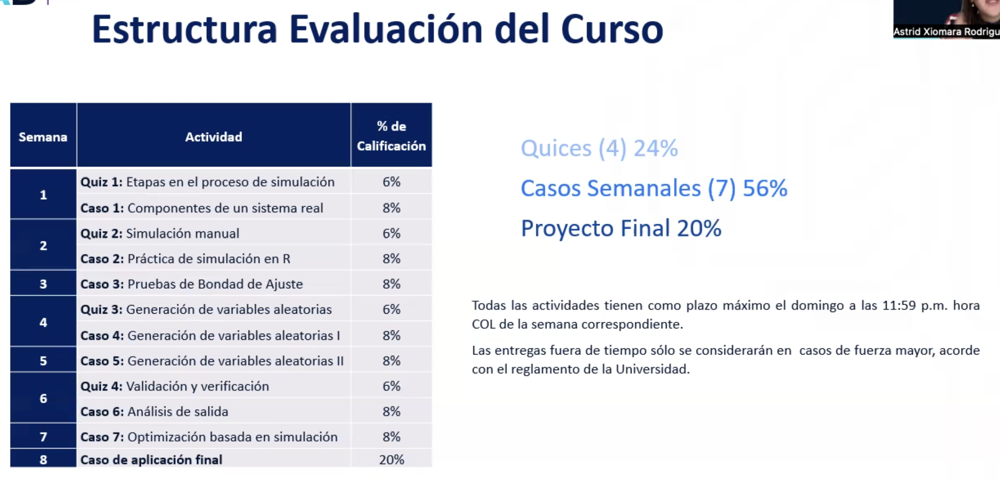 Estructura Evaluación del Curso
Astrid Xiomara
Semana
Actividad
% de
Calificación
1
Quiz 1: Etapas en el proceso de simulación
6%
Caso 1: Componentes de un sistema real
8%
2
Quiz 2: Simulación manual
6%
Caso 2: Práctica de simulación en R
8%
3
Caso 3: Pruebas de Bondad de Ajuste
8%
4
Quiz 3: Generación de variables aleatorias
6%
Caso 4: Generación de variables aleatorias I
8%
5
Caso 5: Generación de variables aleatorias II
8%
6
Quiz 4: Validación y verificación
6%
Caso 6: Análisis de salida
8%
7
Caso 7: Optimización basada en simulación
8%
8
Caso de aplicación final
20%
Quices (4) 24%
Casos Semanales (7) 56%
Proyecto Final 20%
Todas las actividades tienen como plazo máximo el domingo a las 11:59 p.m. hora
COL de la semana correspondiente.
Las entregas fuera de tiempo sólo se considerarán en casos de fuerza mayor, acorde
con el reglamento de la Universidad.